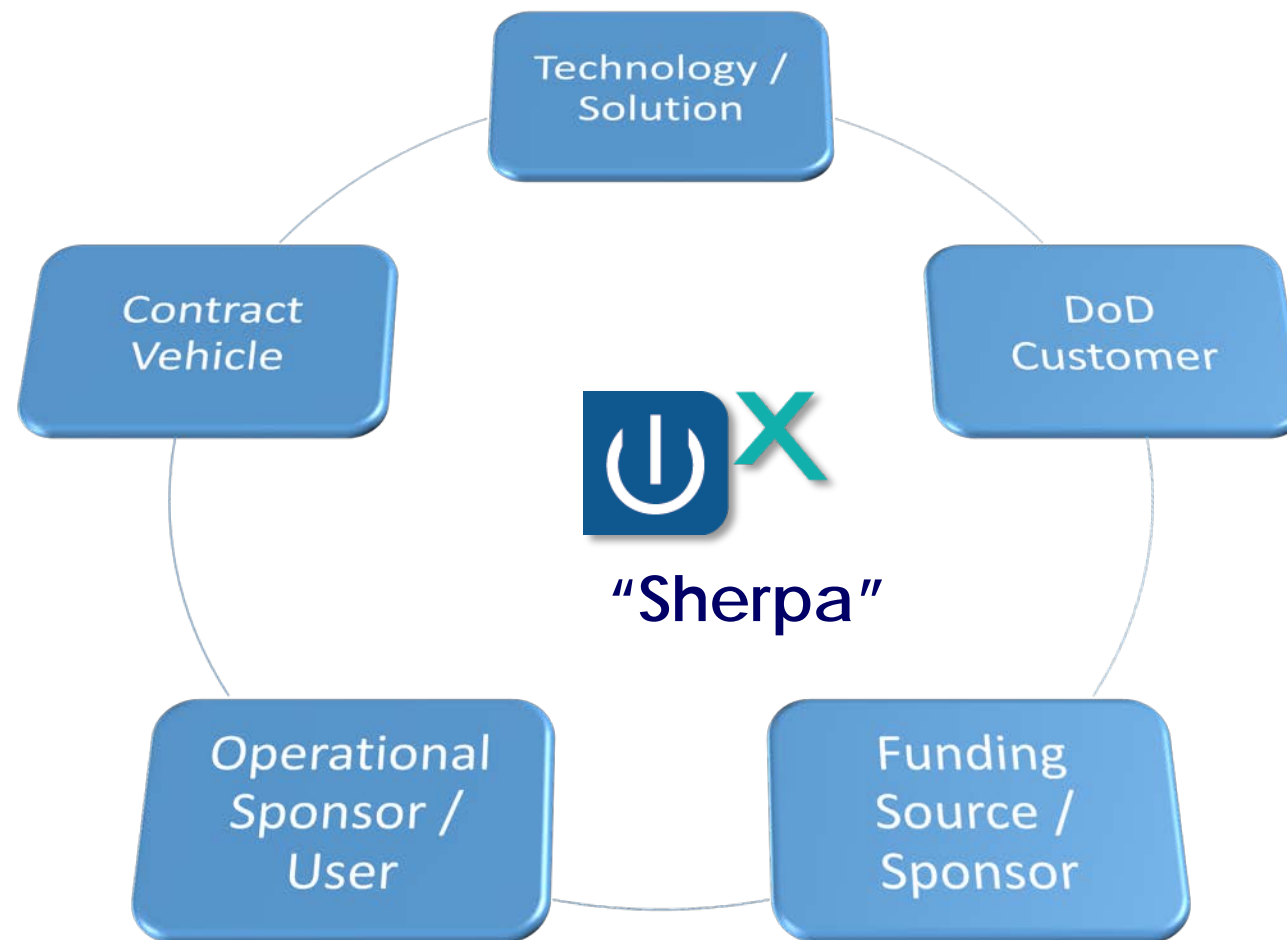 Technology /
Solution
Contract
Vehicle
DoD
Customer
X
“Sherpa”
Operational
Sponsor /
User
Funding
Source /
Sponsor